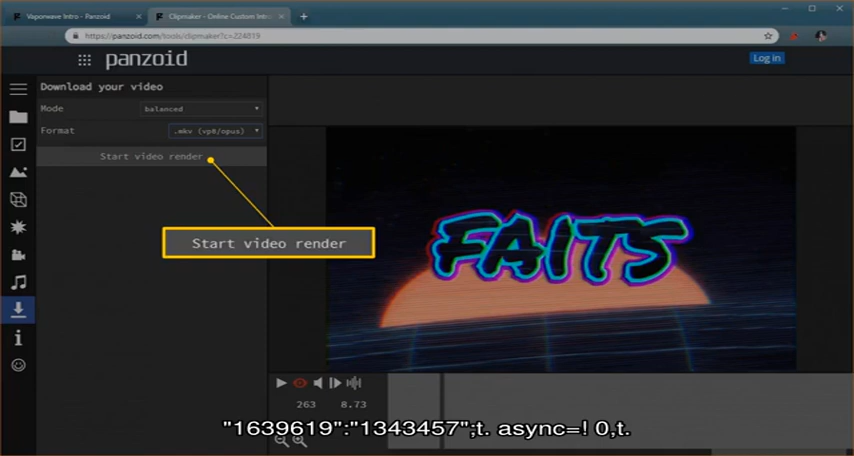 Vaporwave Intro - Panzoid
Clipmaker - Online Custom Intro
https://panzoid.com/tools/clipmaker?c=224819
panzoid
Log in
Download your video
Mode
balanced
Format
.mkv (vp8/opus)
Start video render
Start video render
FAITS
263 8.73
"1639619":"1343457";t. async=! 0,t.